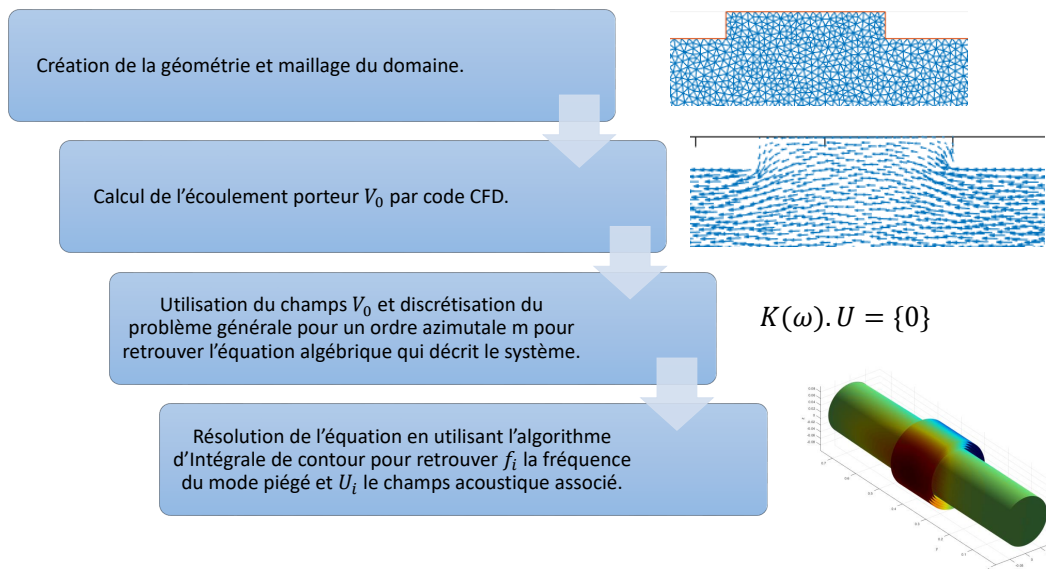 Création de la géométrie et maillage du domaine.
Calcul de l'écoulement porteur V₀ par code CFD.
Utilisation du champs V₀ et discrétisation du
problème générale pour un ordre azimutale m pour
retrouver l'équation algébrique qui décrit le système.
K(ω). U = {0}
Résolution de l'équation en utilisant l'algorithme
d'Intégrale de contour pour retrouver fᵢ la fréquence
du mode piégé et Uᵢ le champs acoustique associé.